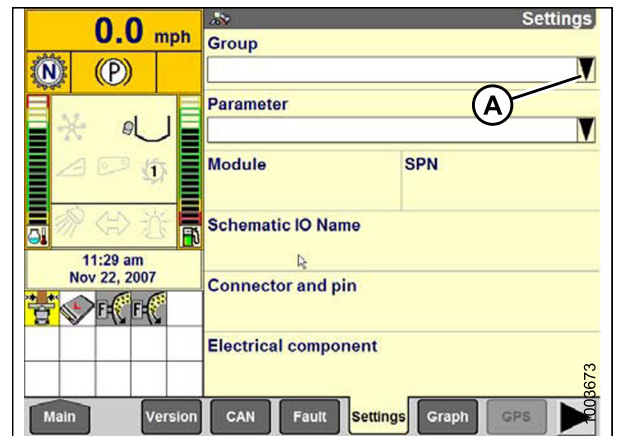 0.0 mph
Settings
N
(P)
Group
A
Parameter
Module
SPN
1
Schematic IO Name
11:29 am
Nov 22, 2007
Connector and pin
L
F
F
Electrical component
Main
Version
CAN
Fault
Settings
Graph
GPS
1003673